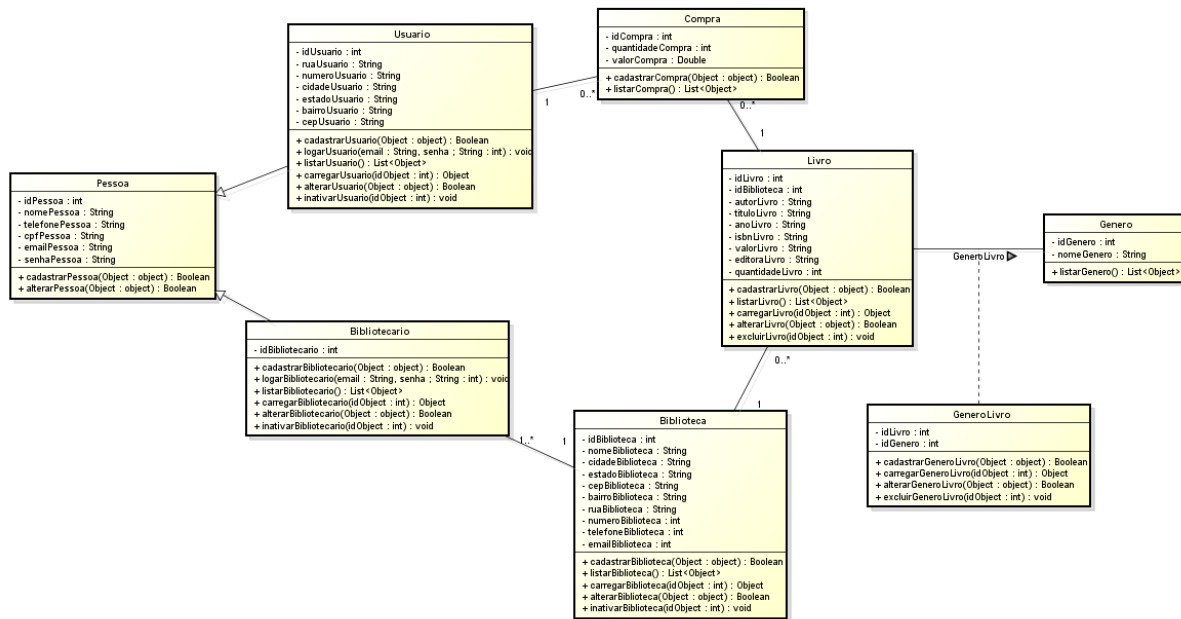 Usuario
- idUsuario : int
- ruaUsuario : String
- numeroUsuario : String
- cidadeUsuario : String
- estadoUsuario : String
- bairroUsuario : String
- cepUsuario : String
+ cadastrarUsuario(Object : object) : Boolean
+ logarUsuario(email : String, senha ; String : int) : void
+ listarUsuario() : List<Object>
+ carregarUsuario(idObject : int) : Object
+ alterarUsuario(Object : object) : Boolean
+ inativarUsuario(idObject : int) : void
1
0..*
Compra
- idCompra : int
- quantidadeCompra : int
- valorCompra : Double
+ cadastrarCompra(Object : object) : Boolean
+ listarCompra() : List<Object>
0..*
1
Pessoa
- idPessoa : int
- nomePessoa : String
- telefonePessoa : String
- cpfPessoa : String
- emailPessoa : String
- senhaPessoa : String
+ cadastrarPessoa(Object : object) : Boolean
+ alterarPessoa(Object : object) : Boolean
Livro
- idLivro : int
- idBiblioteca : int
- autorLivro : String
- tituloLivro : String
- anoLivro : String
- isbnLivro : String
- valorLivro : String
- editoraLivro : String
- quantidadeLivro : int
+ cadastrarLivro(Object : object) : Boolean
+ listarLivro() : List<Object>
+ carregarLivro(idObject : int) : Object
+ alterarLivro(Object : object) : Boolean
+ excluirLivro(idObject : int) : void
GeneroLivro
Genero
- idGenero : int
- nomeGenero : String
+ listarGenero() : List<Object>
Bibliotecario
- idBibliotecario : int
+ cadastrarBibliotecario(Object : object) : Boolean
+ logarBibliotecario(email : String, senha ; String : int) : void
+ listarBibliotecario() : List<Object>
+ carregarBibliotecario(idObject : int) : Object
+ alterarBibliotecario(Object : object) : Boolean
+ inativarBibliotecario(idObject : int) : void
1..*
1
0..*
1
Biblioteca
- idBiblioteca : int
- nomeBiblioteca : String
- cidadeBiblioteca : String
- estadoBiblioteca : String
- cepBiblioteca : String
- bairroBiblioteca : String
- ruaBiblioteca : String
- numeroBiblioteca : int
- telefoneBiblioteca : int
- emailBiblioteca : int
+ cadastrarBiblioteca(Object : object) : Boolean
+ listarBiblioteca() : List<Object>
+ carregarBiblioteca(idObject : int) : Object
+ alterarBiblioteca(Object : object) : Boolean
+ inativarBiblioteca(idObject : int) : void
GeneroLivro
- idLivro : int
- idGenero : int
+ cadastrarGeneroLivro(Object : object) : Boolean
+ carregarGeneroLivro(idObject : int) : Object
+ alterarGeneroLivro(Object : object) : Boolean
+ excluirGeneroLivro(idObject : int) : void